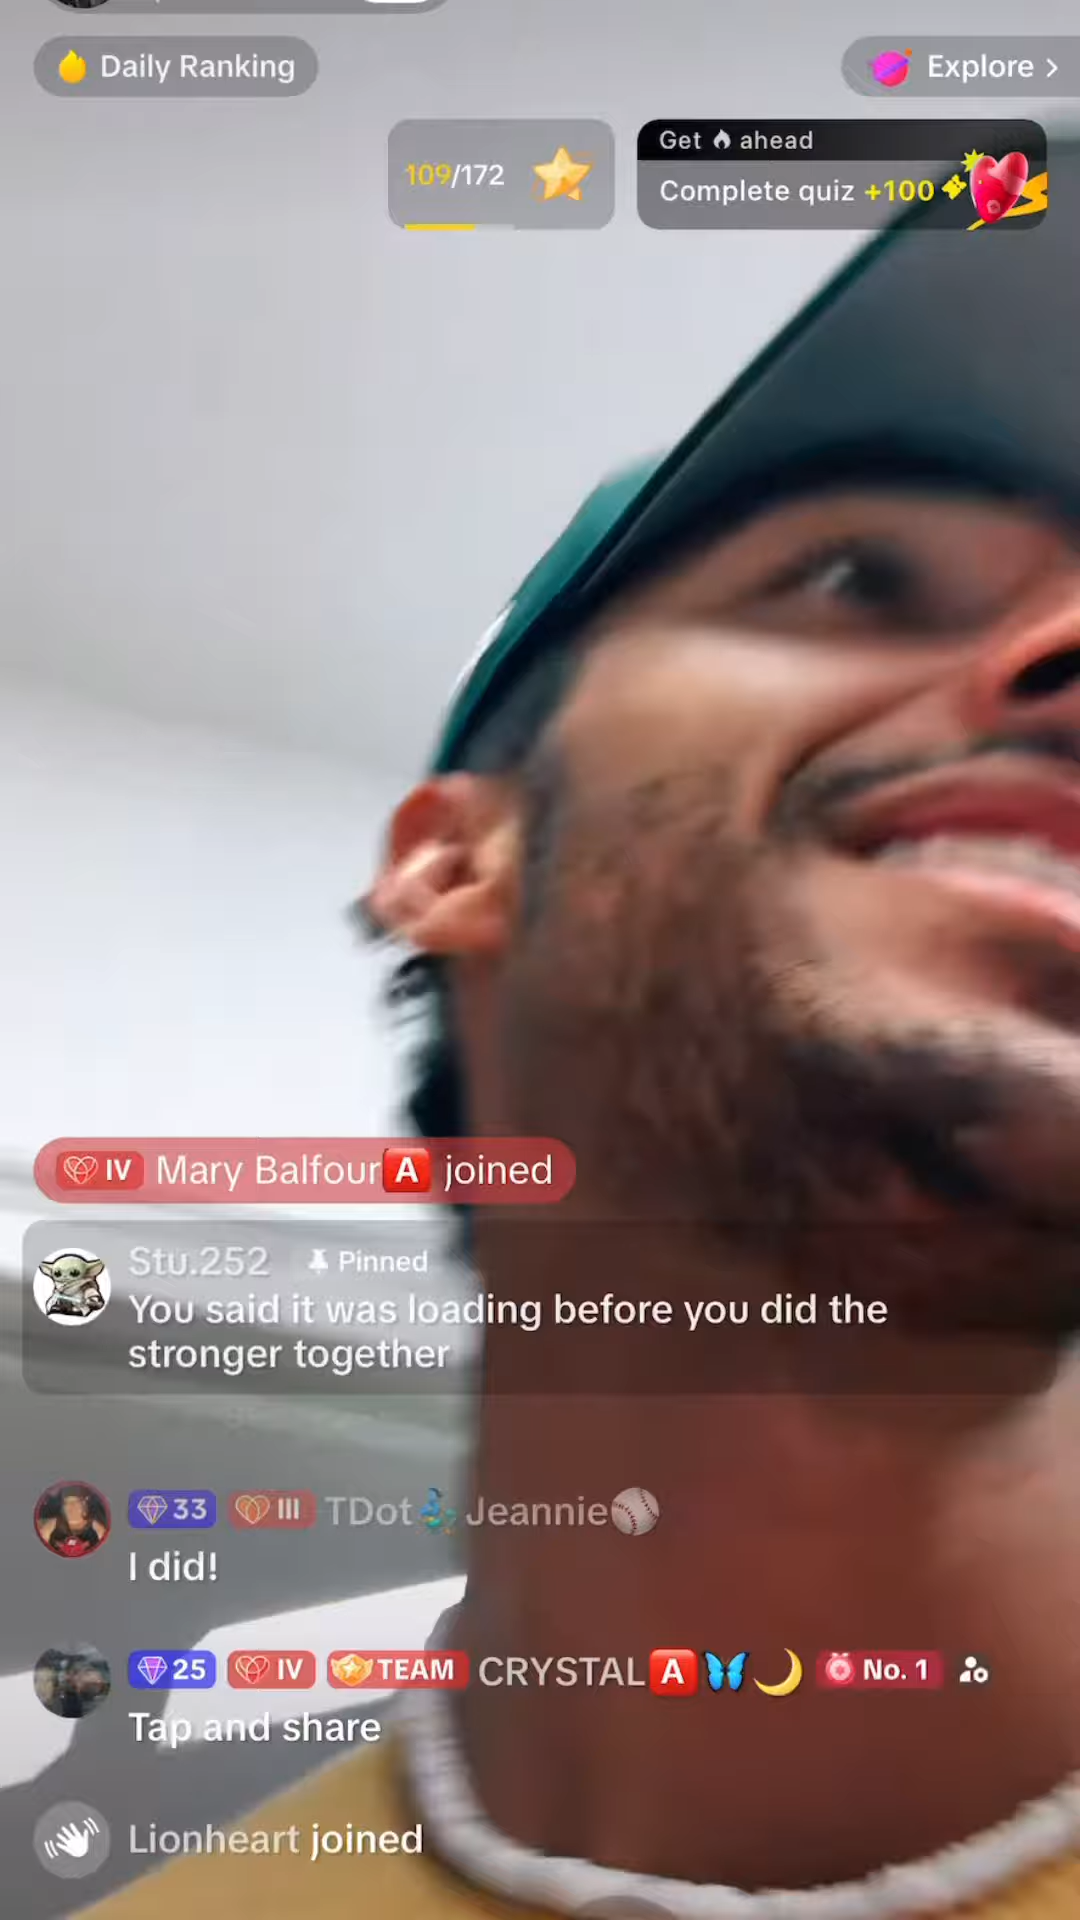 Daily Ranking
Explore >
109/172
Get ahead
Complete quiz +100
IV Mary Balfour A joined
Stu.252 Pinned
You said it was loading before you did the
stronger together
33 III TDot Jeannie
I did!
25 IV TEAM CRYSTAL A No. 1
Tap and share
Lionheart joined